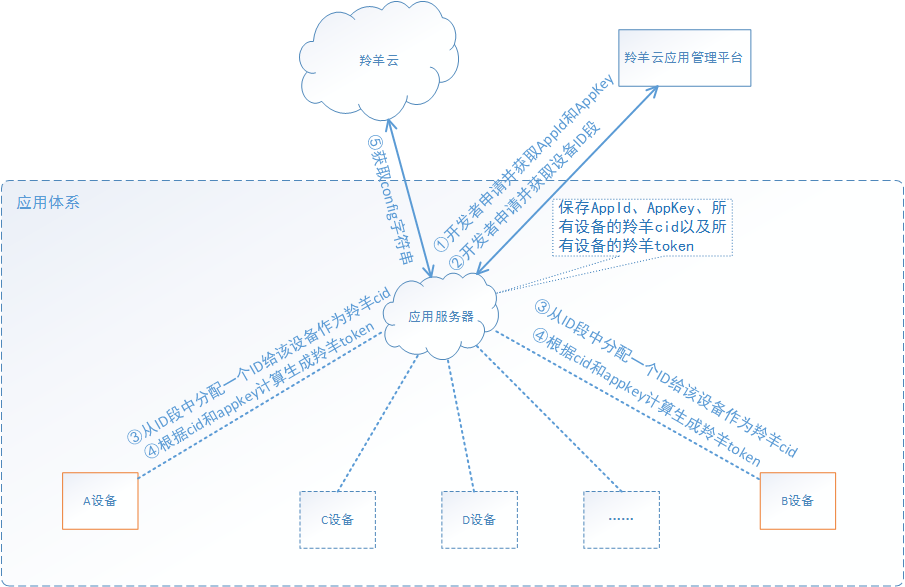 羚羊云
羚羊云应用管理平台
①开发者申请并获取AppId和AppKey
②开发者申请并获取设备ID段
⑤获取config字符串
应用体系
保存AppId、AppKey、所
有设备的羚羊cid以及所
有设备的羚羊token
应用服务器
③从ID段中分配一个ID给该设备作为羚羊cid
④根据cid和appkey计算生成羚羊token
③从ID段中分配一个ID给该设备作为羚羊cid
④根据cid和appkey计算生成羚羊token
A设备
C设备
D设备
……
B设备